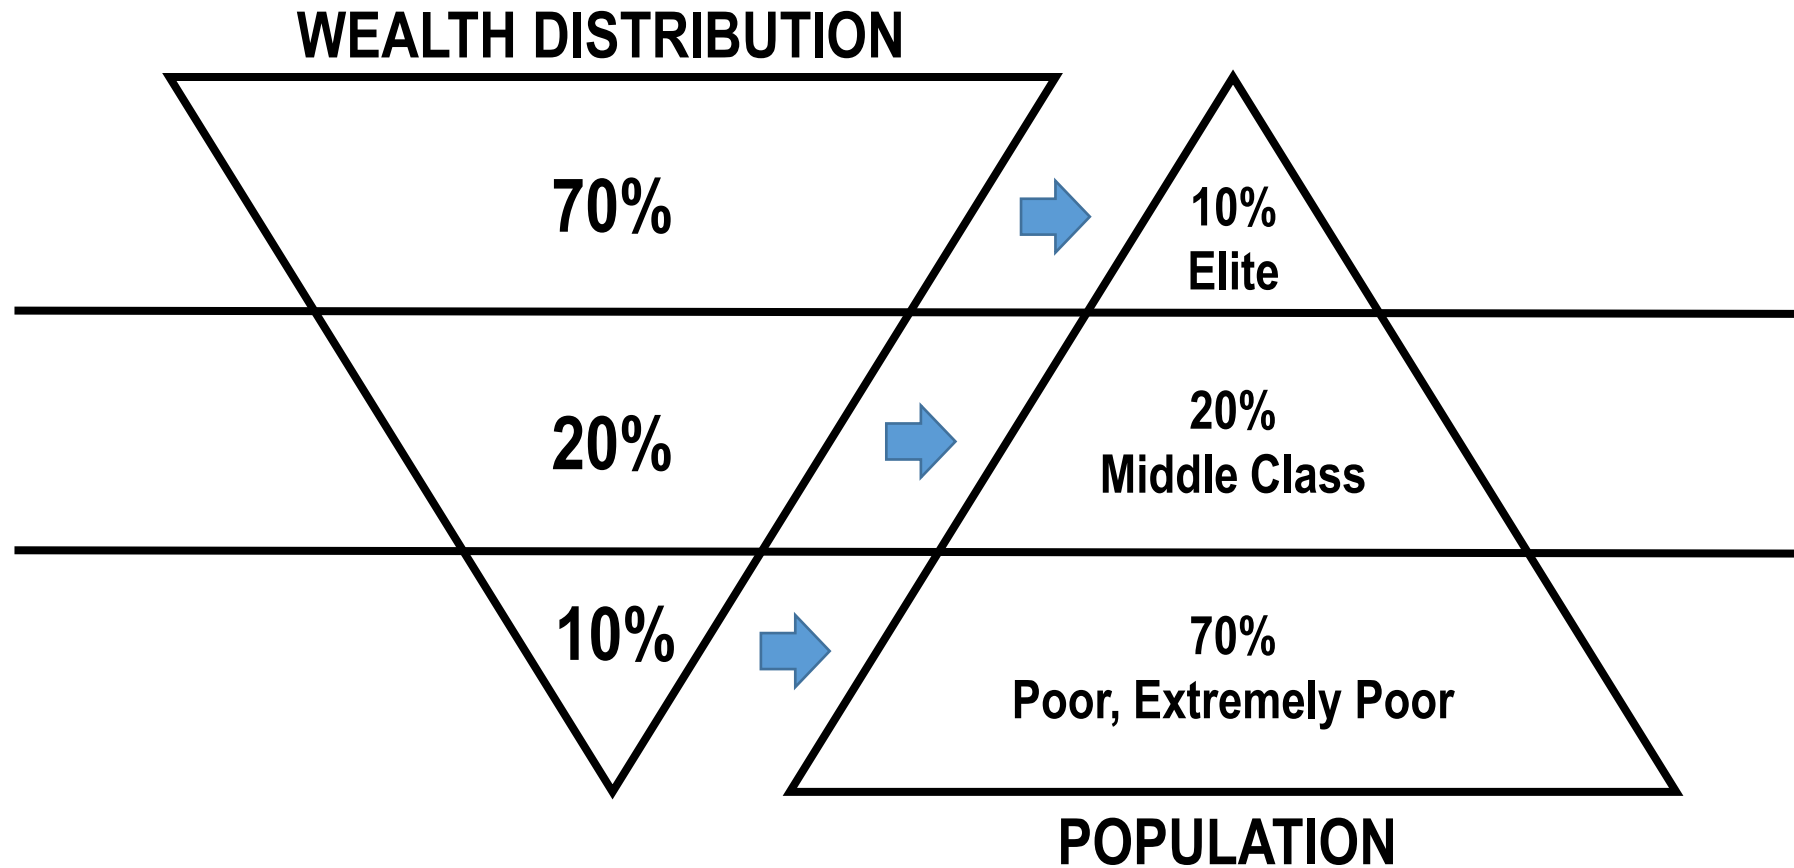 WEALTH DISTRIBUTION
70%
10%
Elite
20%
20%
Middle Class
10%
70%
Poor, Extremely Poor
POPULATION